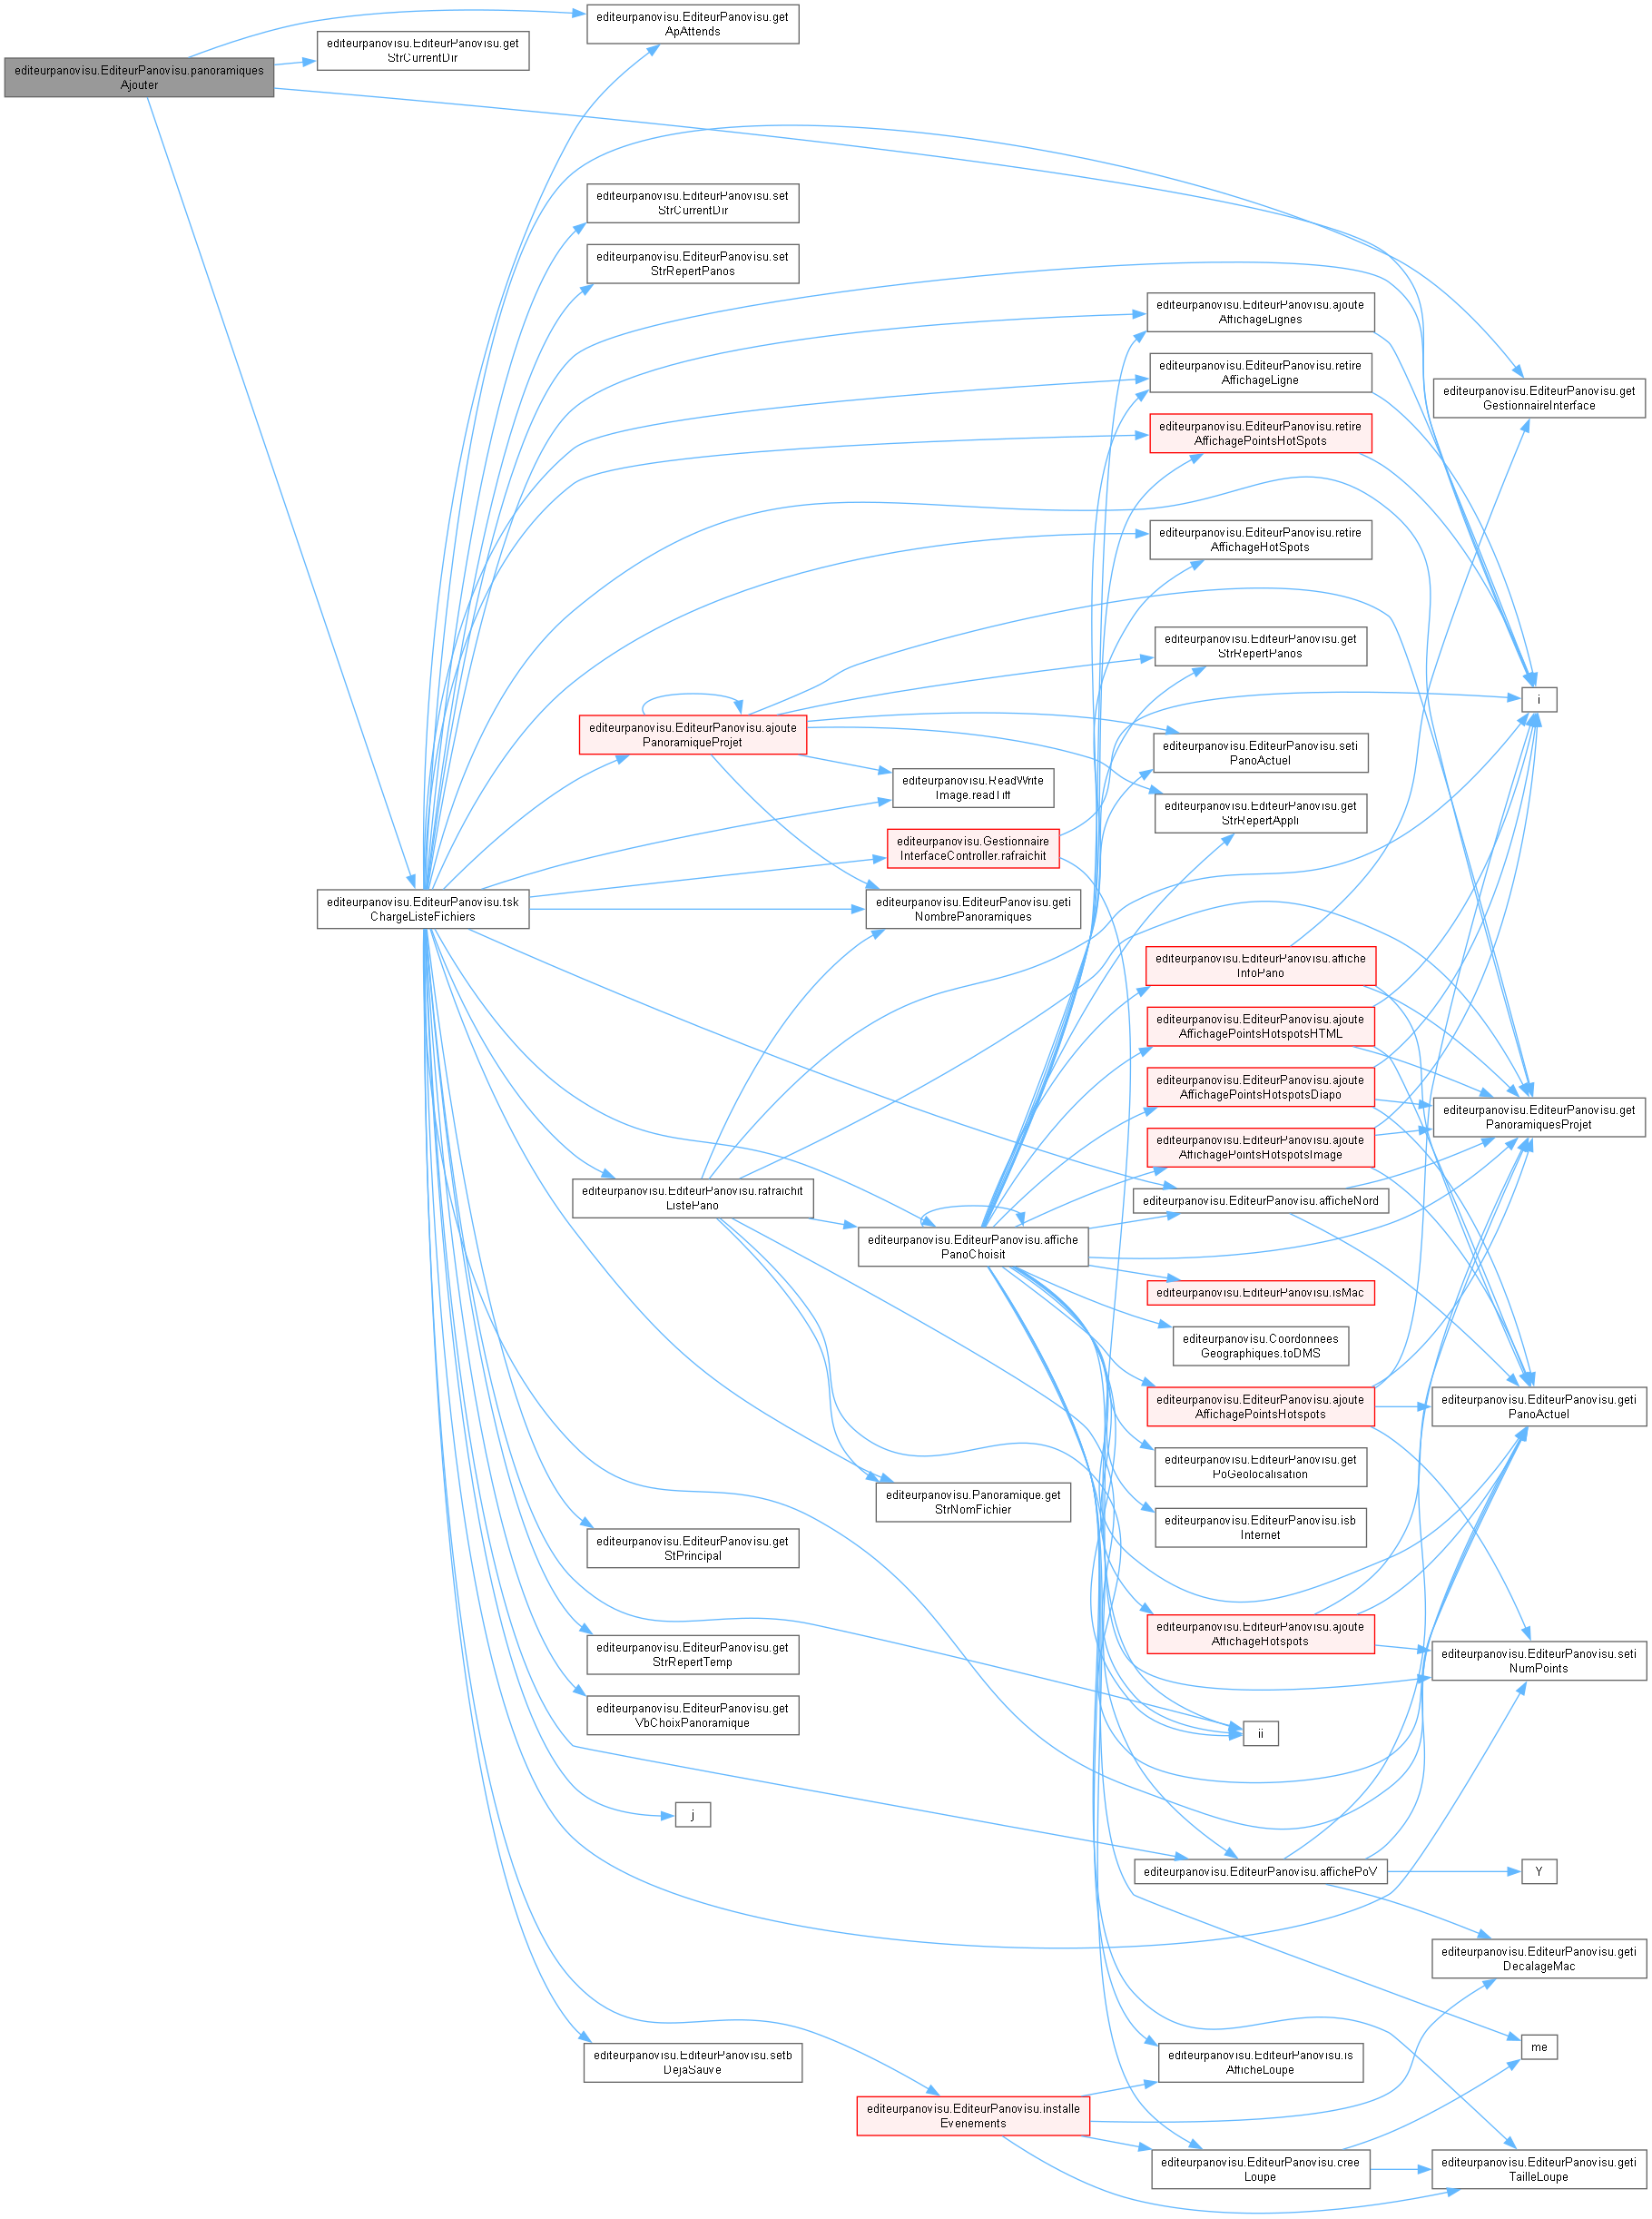 editeurpanovisu.EditeurPanovisu.get
ApAttends
editeurpanovisu.EditeurPanovisu.get
StrCurrentDir
editeurpanovisu.EditeurPanovisu.panoramiques
Ajouter
editeurpanovisu.EditeurPanovisu.set
StrCurrentDir
editeurpanovisu.EditeurPanovisu.set
StrRepertPanos
editeurpanovisu.EditeurPanovisu.ajoute
AffichageLignes
editeurpanovisu.EditeurPanovisu.retire
AffichageLigne
editeurpanovisu.EditeurPanovisu.get
GestionnaireInterface
editeurpanovisu.EditeurPanovisu.retire
AffichagePointsHotSpots
editeurpanovisu.EditeurPanovisu.retire
AffichageHotSpots
editeurpanovisu.EditeurPanovisu.get
StrRepertPanos
i
editeurpanovisu.EditeurPanovisu.ajoute
PanoramiqueProjet
editeurpanovisu.EditeurPanovisu.seti
PanoActuel
editeurpanovisu.ReadWrite
Image.readTiff
editeurpanovisu.EditeurPanovisu.get
StrRepertAppli
editeurpanovisu.Gestionnaire
InterfaceController.rafraichit
editeurpanovisu.EditeurPanovisu.tsk
ChargeListeFichiers
editeurpanovisu.EditeurPanovisu.geti
NombrePanoramiques
editeurpanovisu.EditeurPanovisu.affiche
InfoPano
editeurpanovisu.EditeurPanovisu.ajoute
AffichagePointsHotspotsHTML
editeurpanovisu.EditeurPanovisu.ajoute
AffichagePointsHotspotsDiapo
editeurpanovisu.EditeurPanovisu.get
PanoramiquesProjet
editeurpanovisu.EditeurPanovisu.ajoute
AffichagePointsHotspotsImage
editeurpanovisu.EditeurPanovisu.rafraichit
ListePano
editeurpanovisu.EditeurPanovisu.afficheNord
editeurpanovisu.EditeurPanovisu.affiche
PanoChoisit
editeurpanovisu.EditeurPanovisu.isMac
editeurpanovisu.Coordonnees
Geographiques.toDMS
editeurpanovisu.EditeurPanovisu.ajoute
AffichagePointsHotspots
editeurpanovisu.EditeurPanovisu.geti
PanoActuel
editeurpanovisu.EditeurPanovisu.get
PoGeolocalisation
editeurpanovisu.Panoramique.get
StrNomFichier
editeurpanovisu.EditeurPanovisu.isb
Internet
editeurpanovisu.EditeurPanovisu.get
StPrincipal
editeurpanovisu.EditeurPanovisu.ajoute
AffichageHotspots
editeurpanovisu.EditeurPanovisu.get
StrRepertTemp
editeurpanovisu.EditeurPanovisu.seti
NumPoints
editeurpanovisu.EditeurPanovisu.get
VbChoixPanoramique
ii
j
editeurpanovisu.EditeurPanovisu.affichePoV
Y
editeurpanovisu.EditeurPanovisu.geti
DecalageMac
me
editeurpanovisu.EditeurPanovisu.setb
DejaSauve
editeurpanovisu.EditeurPanovisu.is
AfficheLoupe
editeurpanovisu.EditeurPanovisu.installe
Evenements
editeurpanovisu.EditeurPanovisu.cree
Loupe
editeurpanovisu.EditeurPanovisu.geti
TailleLoupe